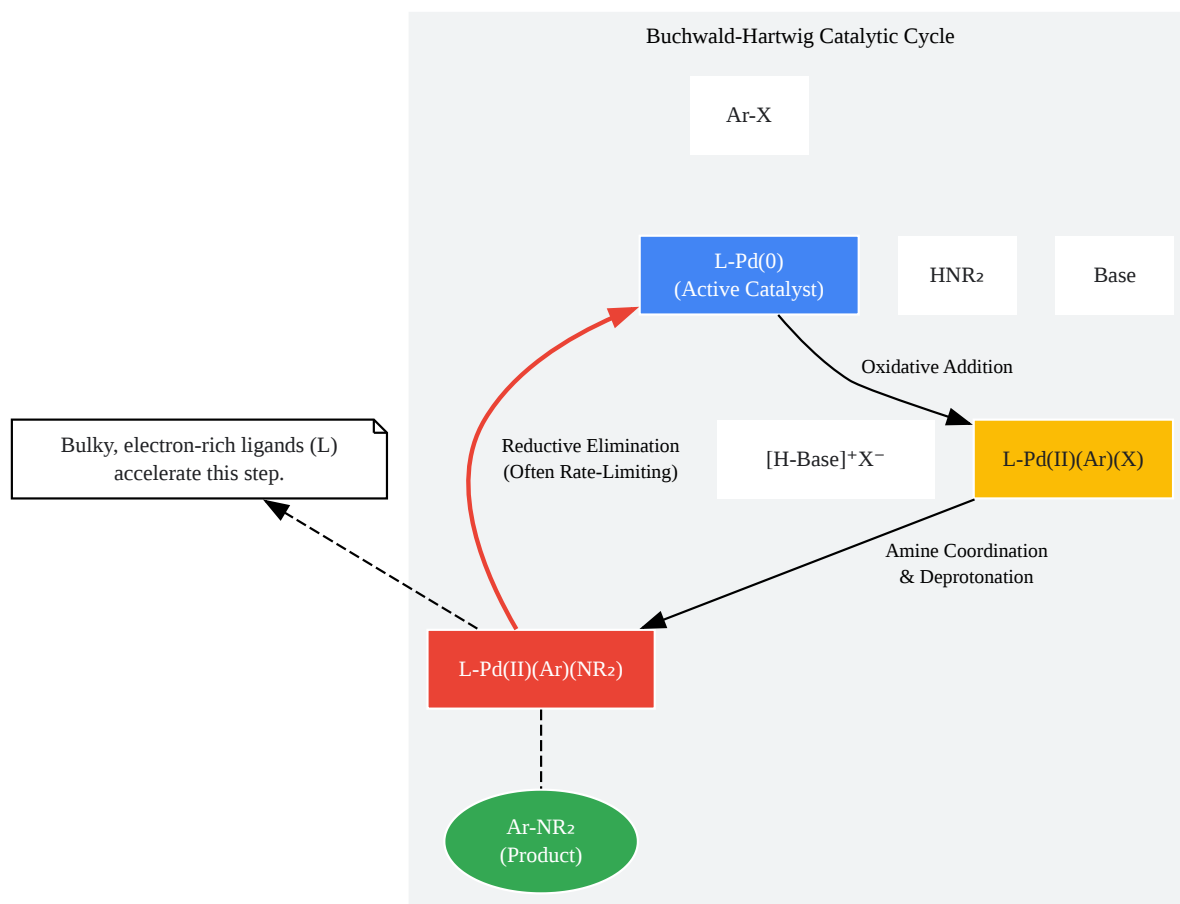 Buchwald-Hartwig Catalytic Cycle
Ar-X
L-Pd(0)
(Active Catalyst)
HNR₂
Base
Oxidative Addition
Bulky, electron-rich ligands (L)
accelerate this step.
Reductive Elimination
(Often Rate-Limiting)
[H-Base]⁺X⁻
L-Pd(II)(Ar)(X)
Amine Coordination
& Deprotonation
L-Pd(II)(Ar)(NR₂)
Ar-NR₂
(Product)